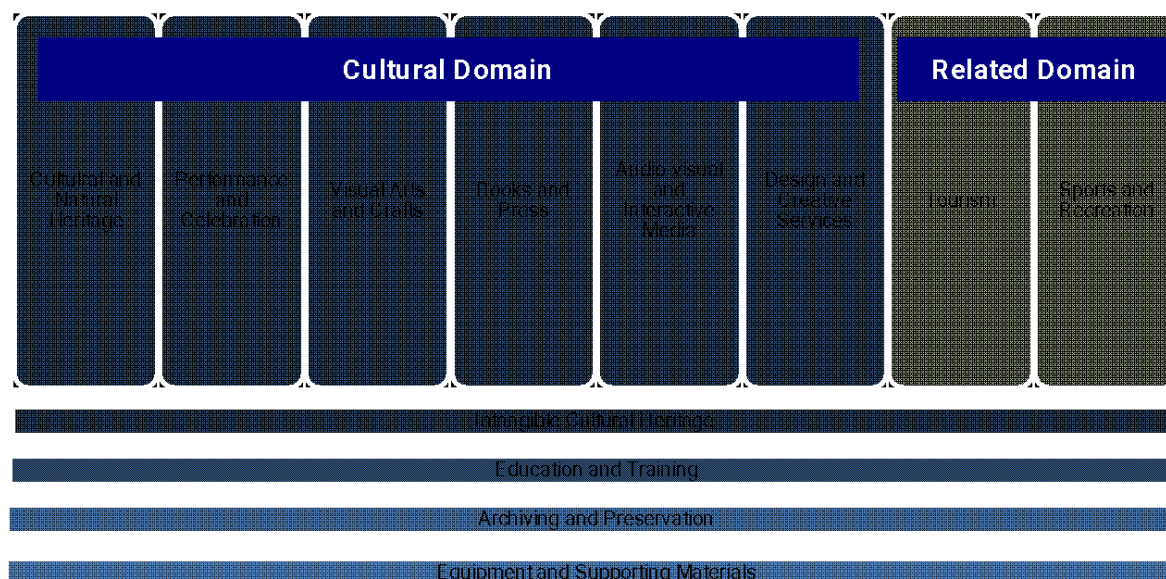 Cultural Domain
Related Domain
Cultuiral and
Natural
Heritage
Performance
and
Celebration
Visual Arts
and Crafts
Books and
Press
Audio visual
and
Interactive
Media
Design and
Creative
Services
Tourism
Sports and
Recreation
Intangible Cultural Heritage
Education and Training
Archiving and Preservation
Equipment and Supporting Materials